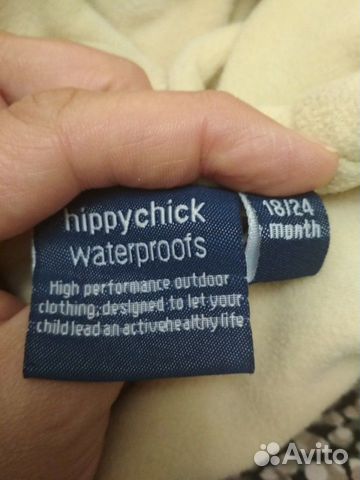 hippychick
waterproofs
High performance outdoor
clothing; designed to let your
child lead an active healthy life
18/24
month
Avito